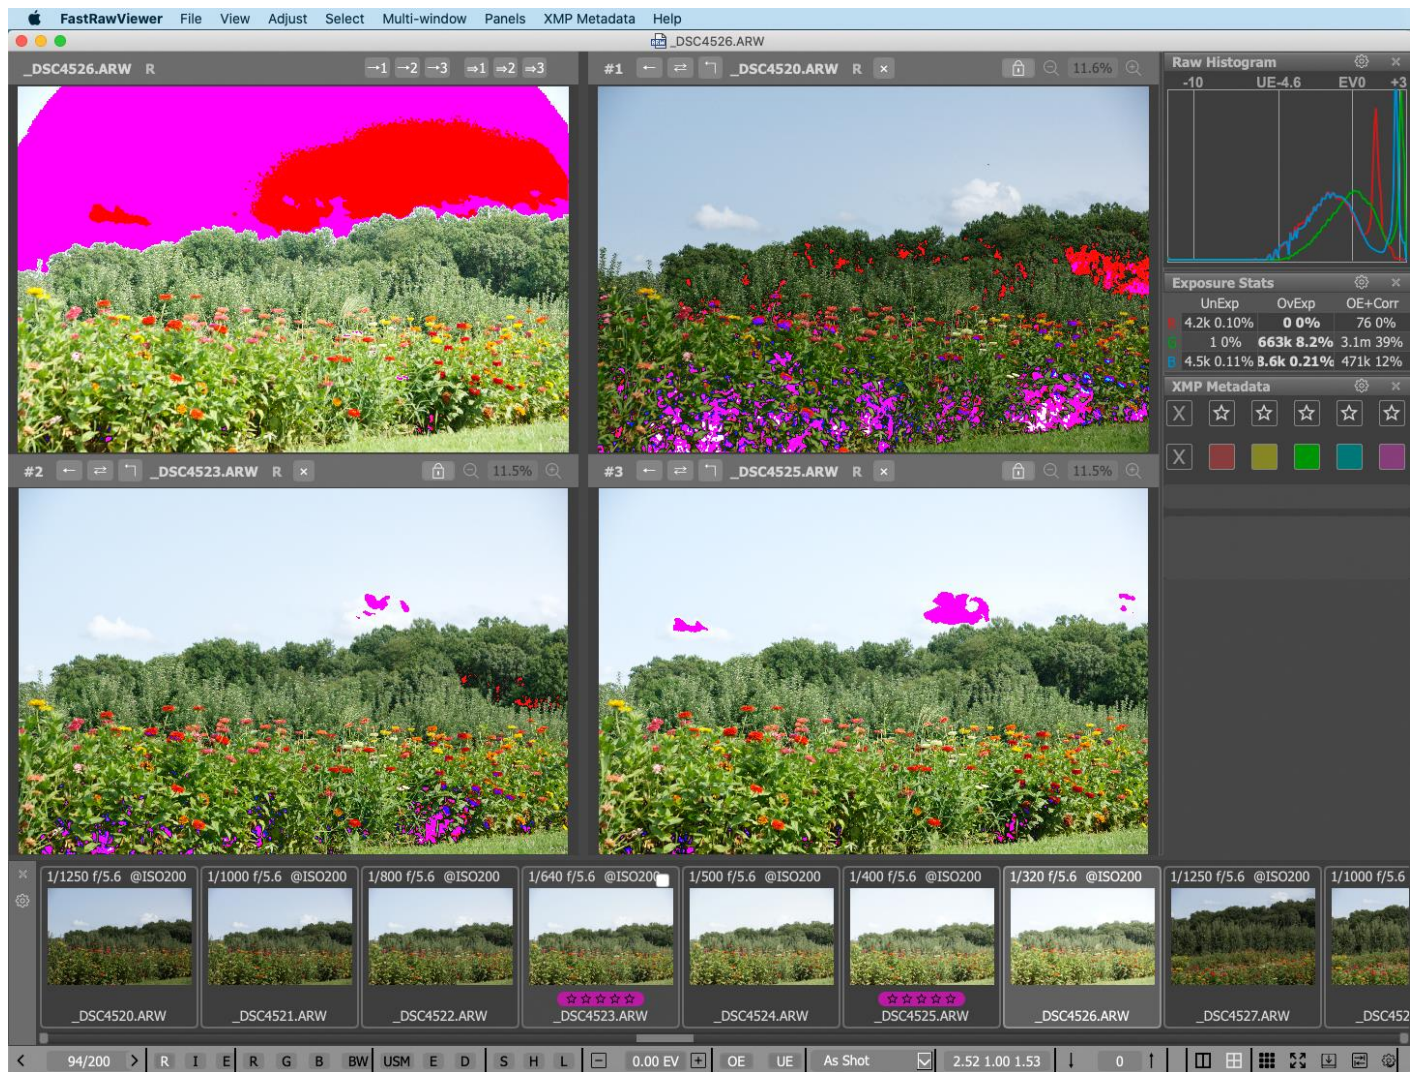 FastRawViewer File View Adjust Select Multi-window Panels XMP Metadata Help
_DSC4526.ARW
_DSC4526.ARW R →1 →2 →3 ⇒1 ⇒2 ⇒3
#1 ← ⇄ _DSC4520.ARW R × 11.6%
Raw Histogram
-10 UE-4.6 EV0 +3
Exposure Stats
UnExp OvExp OE+Corr
R 4.2k 0.10% 0 0% 76 0%
G 1 0% 663k 8.2% 3.1m 39%
B 4.5k 0.11% 8.6k 0.21% 471k 12%
XMP Metadata
X
X
#2 ← ⇄ _DSC4523.ARW R × 11.5%
#3 ← ⇄ _DSC4525.ARW R × 11.5%
1/1250 f/5.6 @ISO200 1/1000 f/5.6 @ISO200 1/800 f/5.6 @ISO200 1/640 f/5.6 @ISO200 1/500 f/5.6 @ISO200 1/400 f/5.6 @ISO200 1/320 f/5.6 @ISO200 1/1250 f/5.6 @ISO200 1/1000 f/5.6
_DSC4520.ARW _DSC4521.ARW _DSC4522.ARW _DSC4523.ARW _DSC4524.ARW _DSC4525.ARW _DSC4526.ARW _DSC4527.ARW _DSC452
94/200 R I E R G B BW USM E D S H L 0.00 EV OE UE As Shot 2.52 1.00 1.53 0